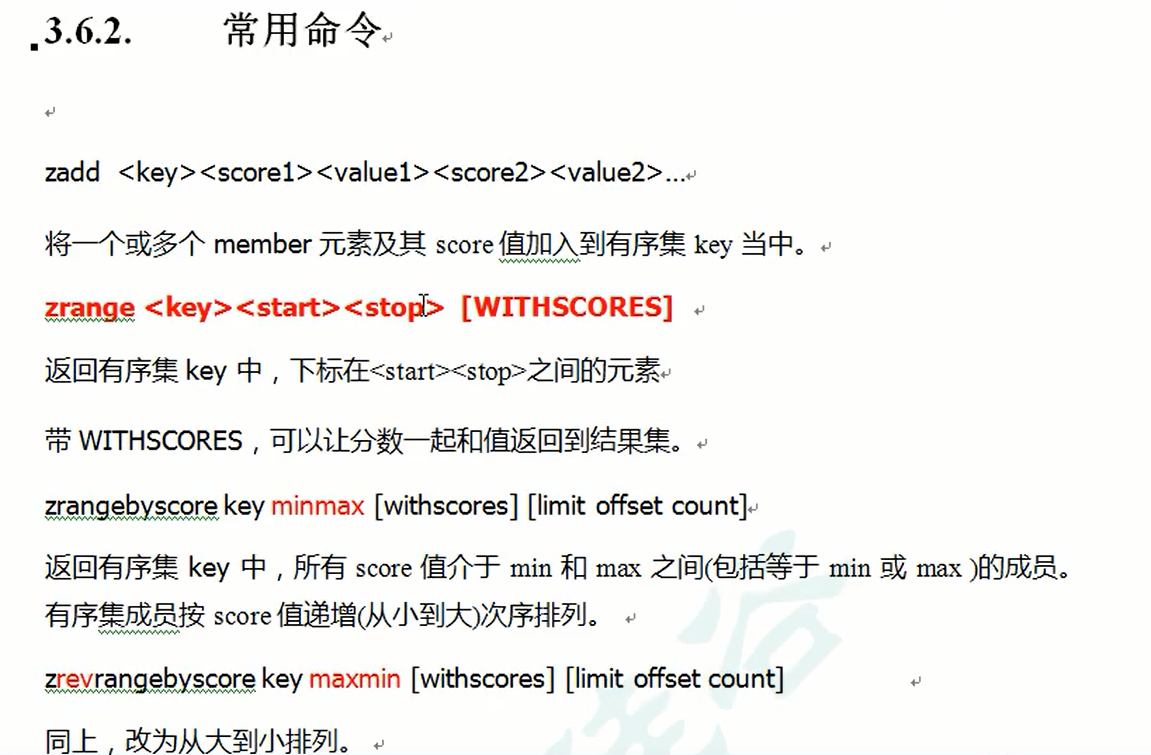 3.6.2. 常用命令
zadd <key><score1><value1><score2><value2>...
将一个或多个 member 元素及其 score 值加入到有序集 key 当中。
zrange <key><start><stop> [WITHSCORES]
返回有序集 key 中，下标在<start><stop>之间的元素
带 WITHSCORES，可以让分数一起和值返回到结果集。
zrangebyscore key minmax [withscores] [limit offset count]
返回有序集 key 中，所有 score 值介于 min 和 max 之间(包括等于 min 或 max )的成员。
有序集成员按 score 值递增(从小到大)次序排列。
zrevrangebyscore key maxmin [withscores] [limit offset count]
同上，改为从大到小排列。